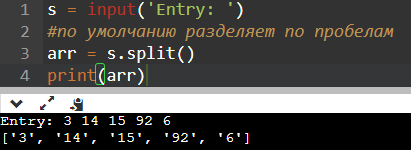 1 s = input('Entry: ')
2 #по умолчанию разделяет по пробелам
3 arr = s.split()
4 print(arr)
Entry: 3 14 15 92 6
['3', '14', '15', '92', '6']